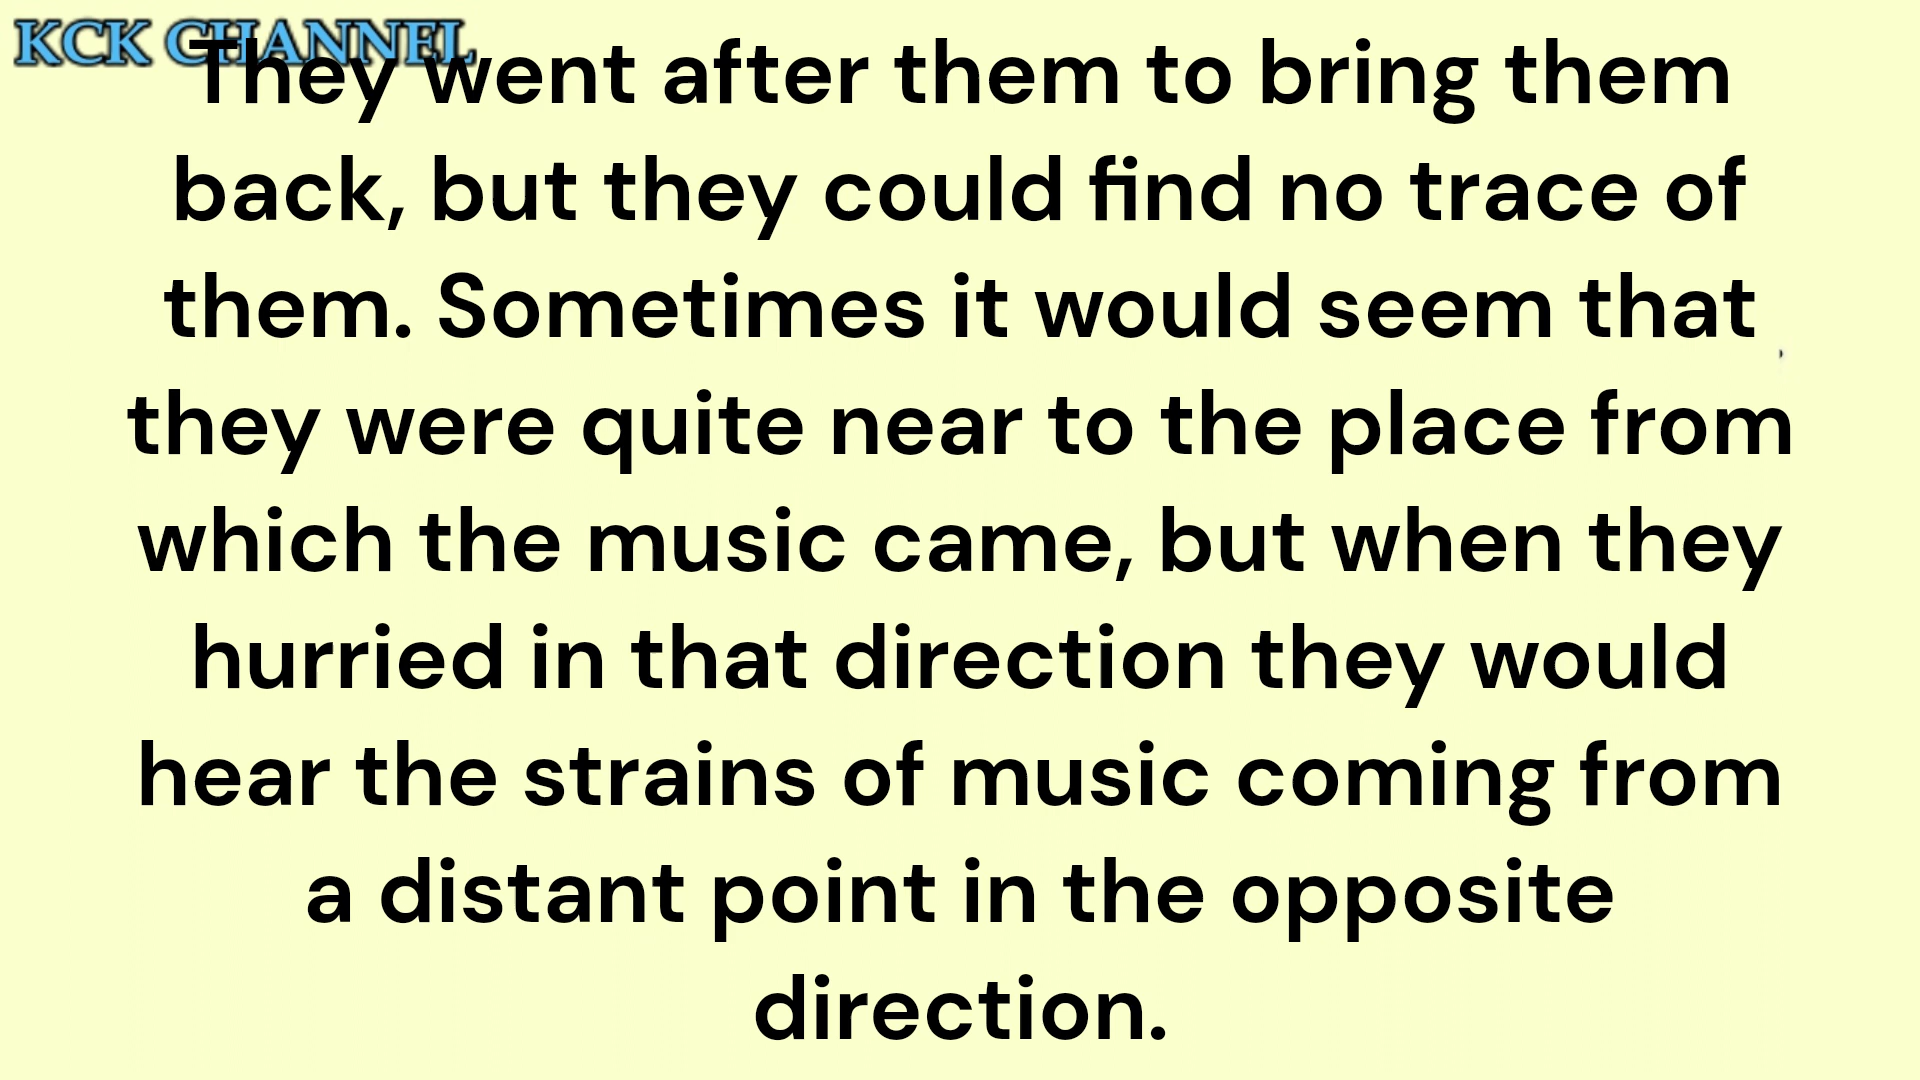 KCK CHANNEL
They went after them to bring them
back, but they could find no trace of
them. Sometimes it would seem that
they were quite near to the place from
which the music came, but when they
hurried in that direction they would
hear the strains of music coming from
a distant point in the opposite
direction.